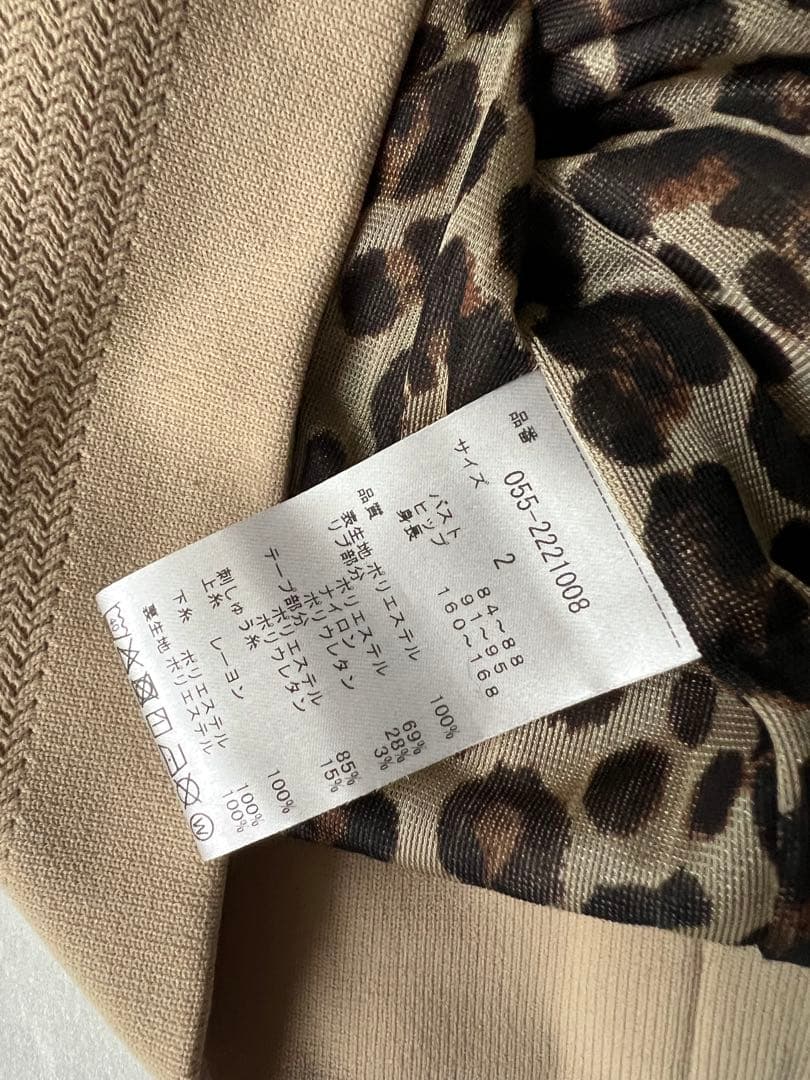 品番 055-2221008
サイズ 2
バスト 84～88
ヒップ 91～95
身長 160～168
品質
表生地 ポリエステル 100%
リブ部分 ポリエステル 69%
ナイロン 28%
ポリウレタン 3%
テープ部分
ポリエステル 85%
ポリウレタン 15%
刺しゅう糸
上糸 レーヨン 100%
下糸 ポリエステル 100%
裏生地 ポリエステル 100%
40
W